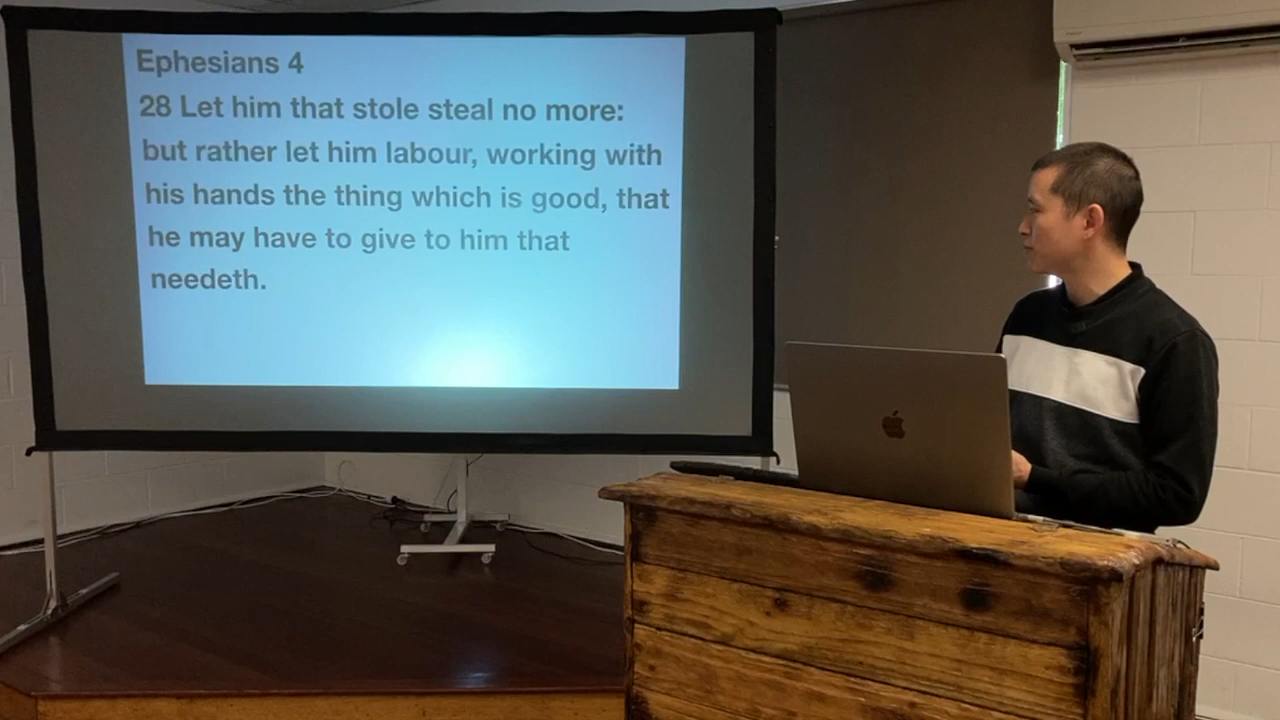 Ephesians 4
28 Let him that stole steal no more:
but rather let him labour, working with
his hands the thing which is good, that
he may have to give to him that
needeth.